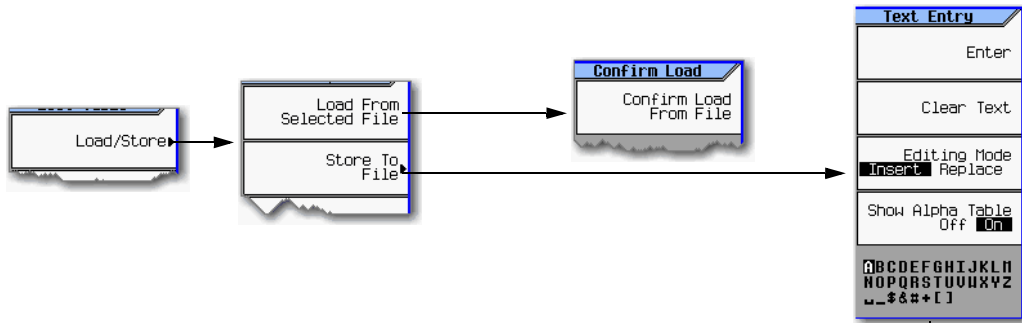 Load/Store
Load From
Selected File
Store To
File
Confirm Load
Confirm Load
From File
Text Entry
Enter
Clear Text
Editing Mode
Insert Replace
Show Alpha Table
Off On
ABCDEFGHIJKLM
NOPQRSTUVWXYZ
␣_$&#+[]